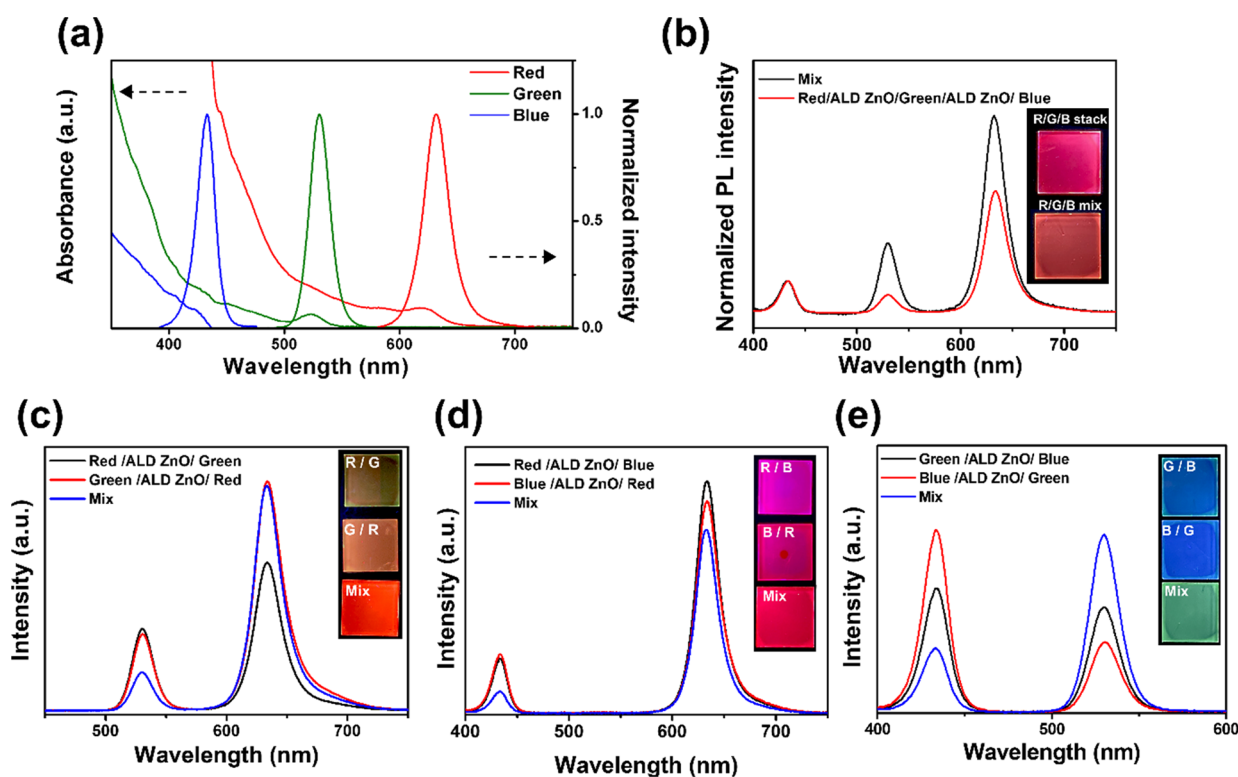 (a)
Absorbance (a.u.)
Red
Green
Blue
1.0
0.5
0.0
Normalized intensity
400 500 600 700
Wavelength (nm)
(b)
Normalized PL intensity
Mix
Red/ALD ZnO/Green/ALD ZnO/ Blue
R/G/B stack
R/G/B mix
400 500 600 700
Wavelength (nm)
(c)
Intensity (a.u.)
Red /ALD ZnO/ Green
Green /ALD ZnO/ Red
Mix
R / G
G / R
Mix
500 600 700
Wavelength (nm)
(d)
Intensity (a.u.)
Red /ALD ZnO/ Blue
Blue /ALD ZnO/ Red
Mix
R / B
B / R
Mix
400 500 600 700
Wavelength (nm)
(e)
Intensity (a.u.)
Green /ALD ZnO/ Blue
Blue /ALD ZnO/ Green
Mix
G / B
B / G
Mix
400 500 600
Wavelength (nm)